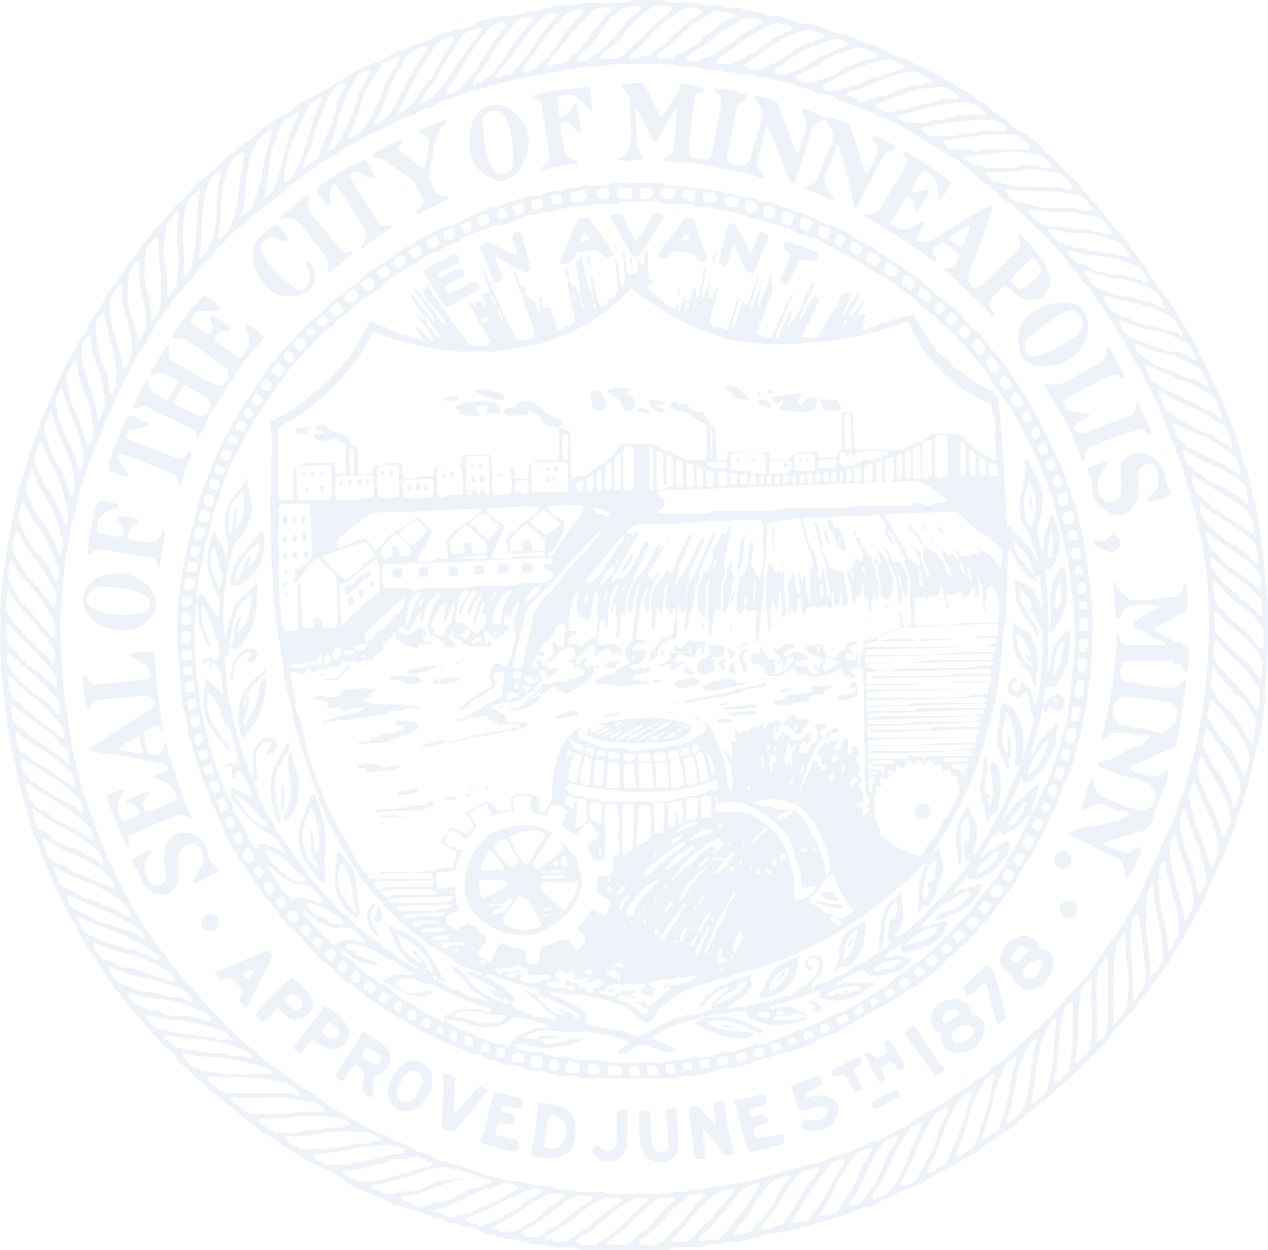 SEAL OF THE CITY OF MINNEAPOLIS, MINN.
EN AVANT
APPROVED JUNE 5TH 1878